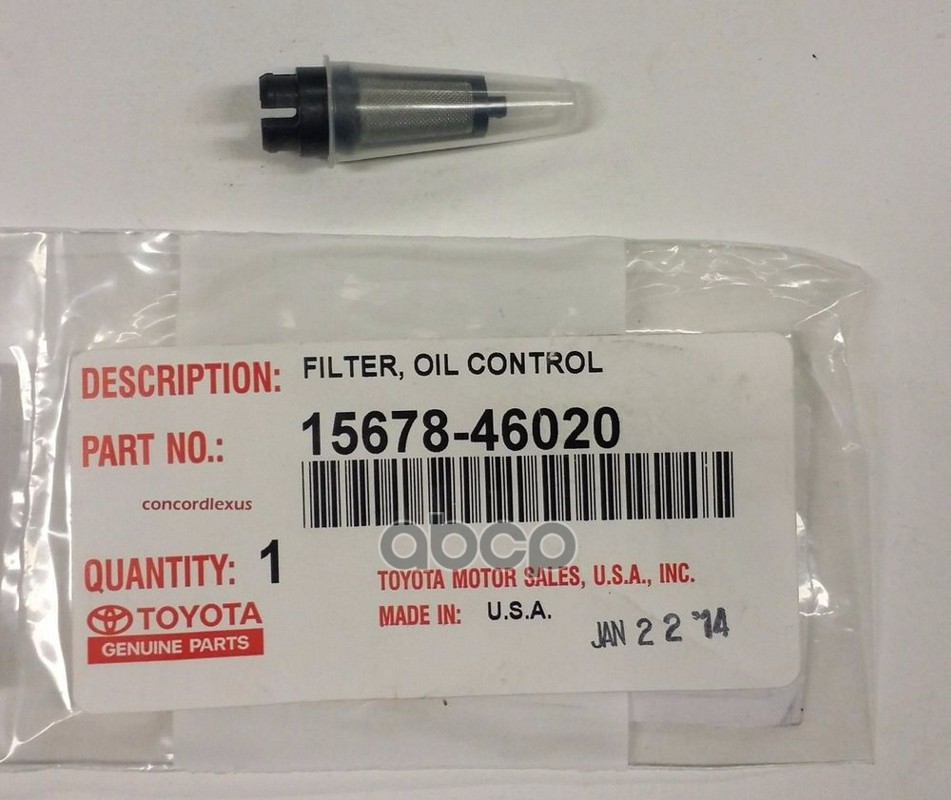 DESCRIPTION: FILTER, OIL CONTROL
PART NO.: 15678-46020
concordlexus
abcp
QUANTITY: 1
TOYOTA MOTOR SALES, U.S.A., INC.
TOYOTA
MADE IN: U.S.A.
GENUINE PARTS
JAN 22 '14